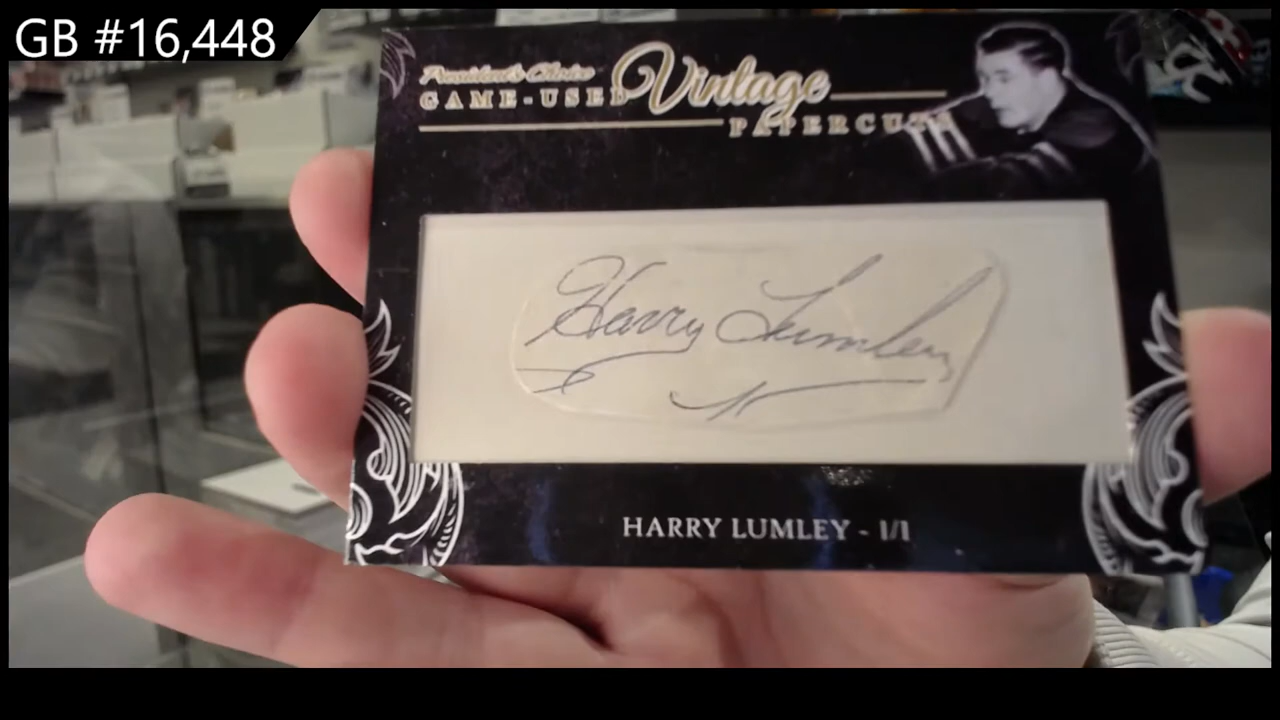 GB #16,448
President's Choice
GAME-USED Vintage
PAPERCUTS
Harry Lumley
HARRY LUMLEY - 1/1